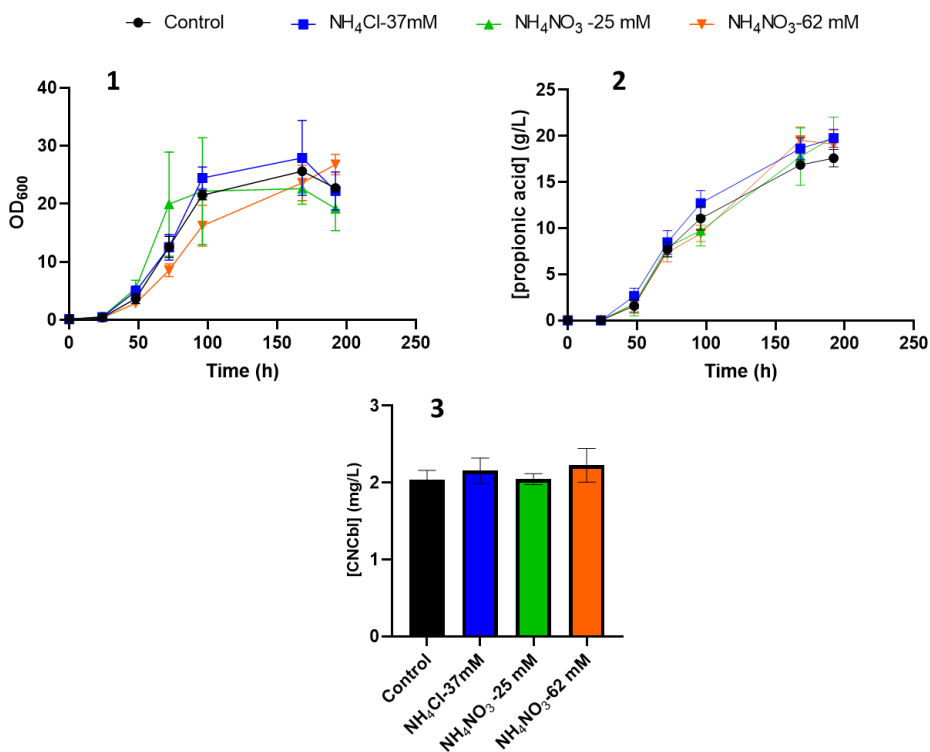 Control NH₄Cl-37mM NH₄NO₃ -25 mM NH₄NO₃-62 mM
1
OD₆₀₀
40
30
20
10
0
0 50 100 150 200 250
Time (h)
2
[propionic acid] (g/L)
25
20
15
10
5
0
0 50 100 150 200 250
Time (h)
3
[CNCbl] (mg/L)
3
2
1
0
Control
NH₄Cl-37mM
NH₄NO₃ -25 mM
NH₄NO₃-62 mM